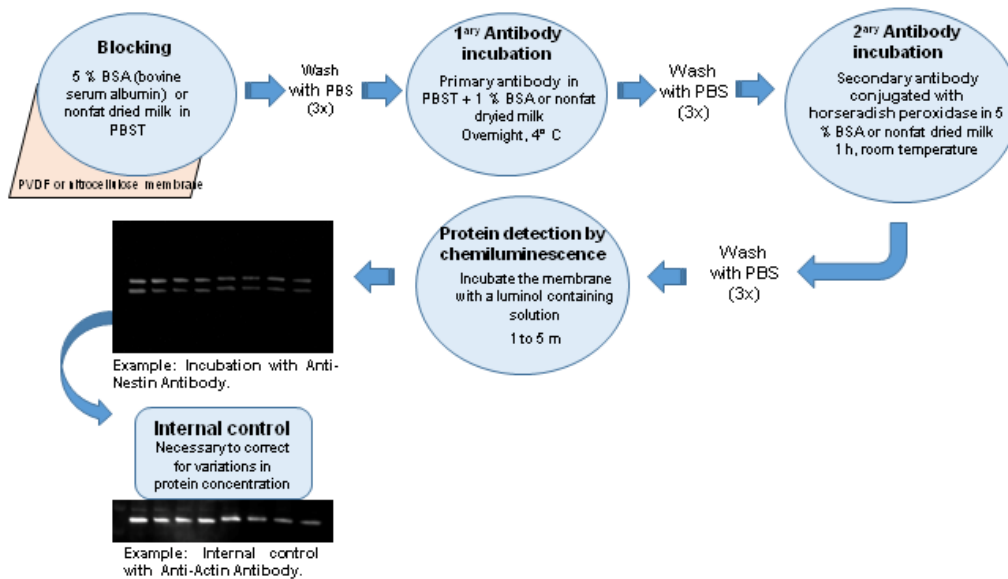 Blocking
5 % BSA (bovine
serum albumin) or
nonfat dried milk in
PBST
PVDF or nitrocellulose membrane
Wash
with PBS
(3x)
1ary Antibody
incubation
Primary antibody in
PBST + 1 % BSA or nonfat
dryied milk
Overnight, 4º C
Wash
with PBS
(3x)
2ary Antibody
incubation
Secondary antibody
conjugated with
horseradish peroxidase in 5
% BSA or nonfat dried milk
1 h, room temperature
Wash
with PBS
(3x)
Protein detection by
chemiluminescence
Incubate the membrane
with a luminol containing
solution
1 to 5 m
Example: Incubation with Anti-
Nestin Antibody.
Internal control
Necessary to correct
for variations in
protein concentration
Example: Internal control
with Anti-Actin Antibody.